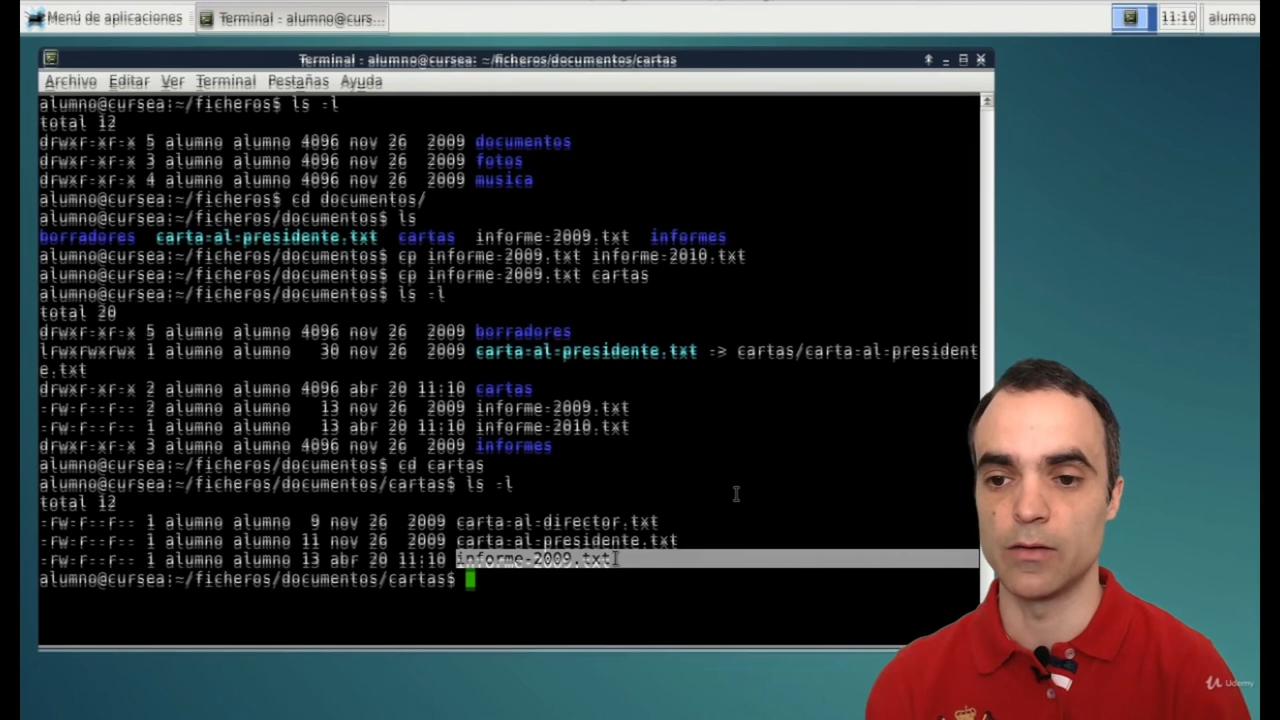 Menú de aplicaciones
Terminal - alumno@curs...
11:10
alumno
Terminal - alumno@cursea: ~/ficheros/documentos/cartas
Archivo Editar Ver Terminal Pestañas Ayuda
alumno@cursea:~/ficheros$ ls -l
total 12
drwxr-xr-x 5 alumno alumno 4096 nov 26  2009 documentos
drwxr-xr-x 3 alumno alumno 4096 nov 26  2009 fotos
drwxr-xr-x 4 alumno alumno 4096 nov 26  2009 musica
alumno@cursea:~/ficheros$ cd documentos/
alumno@cursea:~/ficheros/documentos$ ls
borradores  carta-al-presidente.txt  cartas  informe-2009.txt  informes
alumno@cursea:~/ficheros/documentos$ cp informe-2009.txt informe-2010.txt
alumno@cursea:~/ficheros/documentos$ cp informe-2009.txt cartas
alumno@cursea:~/ficheros/documentos$ ls -l
total 20
drwxr-xr-x 5 alumno alumno 4096 nov 26  2009 borradores
lrwxrwxrwx 1 alumno alumno   30 nov 26  2009 carta-al-presidente.txt -> cartas/carta-al-president
e.txt
drwxr-xr-x 2 alumno alumno 4096 abr 20 11:10 cartas
-rw-r--r-- 2 alumno alumno   13 nov 26  2009 informe-2009.txt
-rw-r--r-- 1 alumno alumno   13 abr 20 11:10 informe-2010.txt
drwxr-xr-x 3 alumno alumno 4096 nov 26  2009 informes
alumno@cursea:~/ficheros/documentos$ cd cartas
alumno@cursea:~/ficheros/documentos/cartas$ ls -l
total 12
-rw-r--r-- 1 alumno alumno  9 nov 26  2009 carta-al-director.txt
-rw-r--r-- 1 alumno alumno 11 nov 26  2009 carta-al-presidente.txt
-rw-r--r-- 1 alumno alumno 13 abr 20 11:10 informe-2009.txt
alumno@cursea:~/ficheros/documentos/cartas$
Udemy